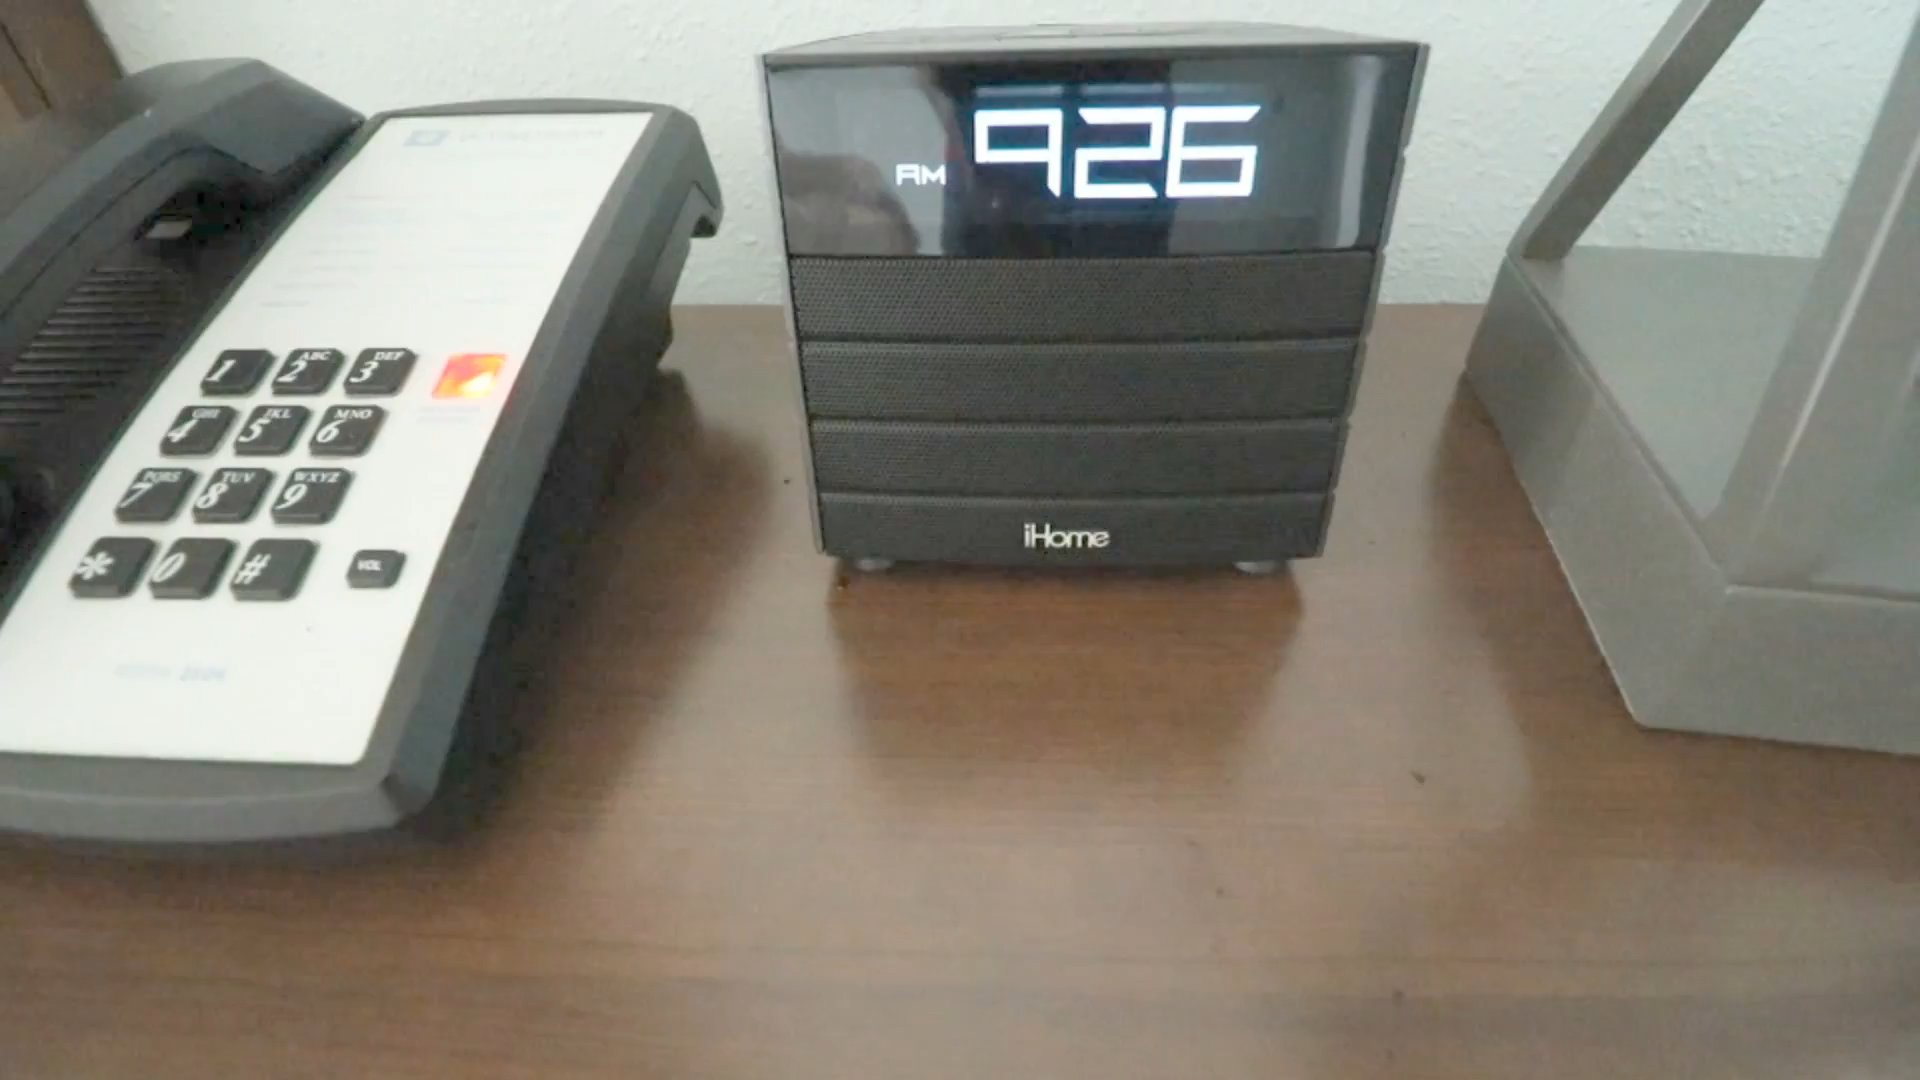 AM 926
iHome
1 ABC 2 DEF 3
GHI 4 JKL 5 MNO 6
PQRS 7 TUV 8 WXYZ 9
* 0 # VOL